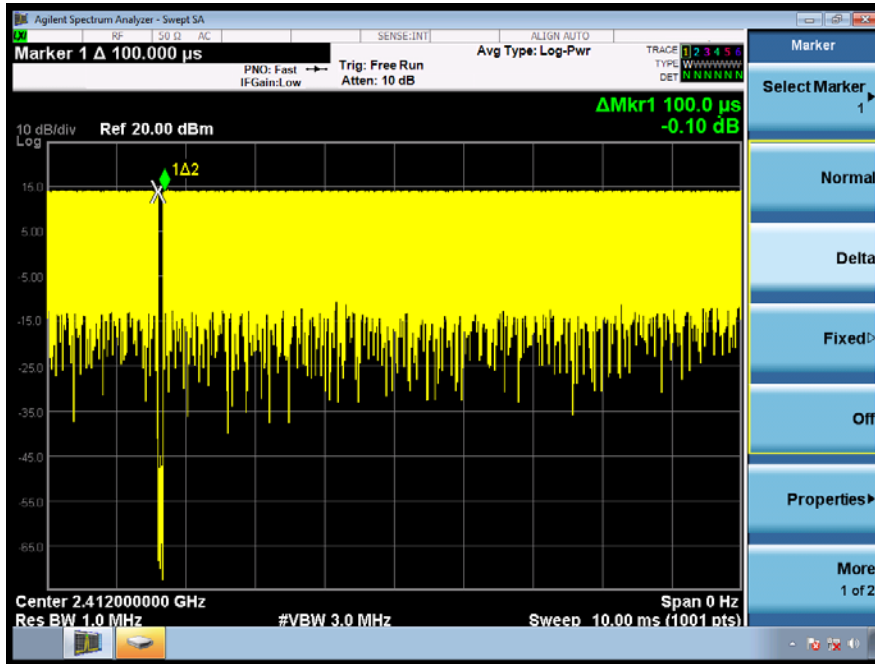 Agilent Spectrum Analyzer - Swept SA
RF 50 Ω AC SENSE:INT ALIGN AUTO
Marker 1 Δ 100.000 µs
PNO: Fast
IFGain:Low
Trig: Free Run
Atten: 10 dB
Avg Type: Log-Pwr
TRACE 1 2 3 4 5 6
TYPE WWWWWW
DET N N N N N N
ΔMkr1 100.0 µs
-0.10 dB
10 dB/div Ref 20.00 dBm
Log
1Δ2
16.0
5.00
-5.00
-15.0
-25.0
-35.0
-45.0
-55.0
-65.0
Center 2.412000000 GHz Span 0 Hz
Res BW 1.0 MHz #VBW 3.0 MHz Sweep 10.00 ms (1001 pts)
Marker
Select Marker
1
Normal
Delta
Fixed
Off
Properties
More
1 of 2